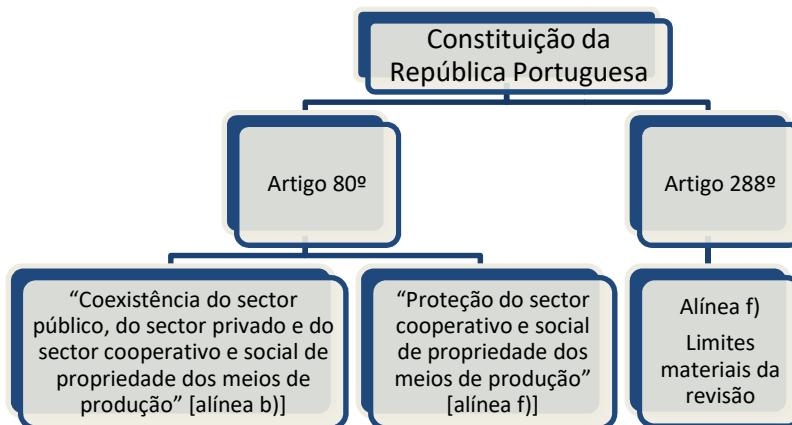 Constituição da
República Portuguesa
Artigo 80º
Artigo 288º
“Coexistência do sector
público, do sector privado e do
sector cooperativo e social de
propriedade dos meios de
produção” [alínea b)]
“Proteção do sector
cooperativo e social
de propriedade dos
meios de produção”
[alínea f)]
Alínea f)
Limites
materiais da
revisão